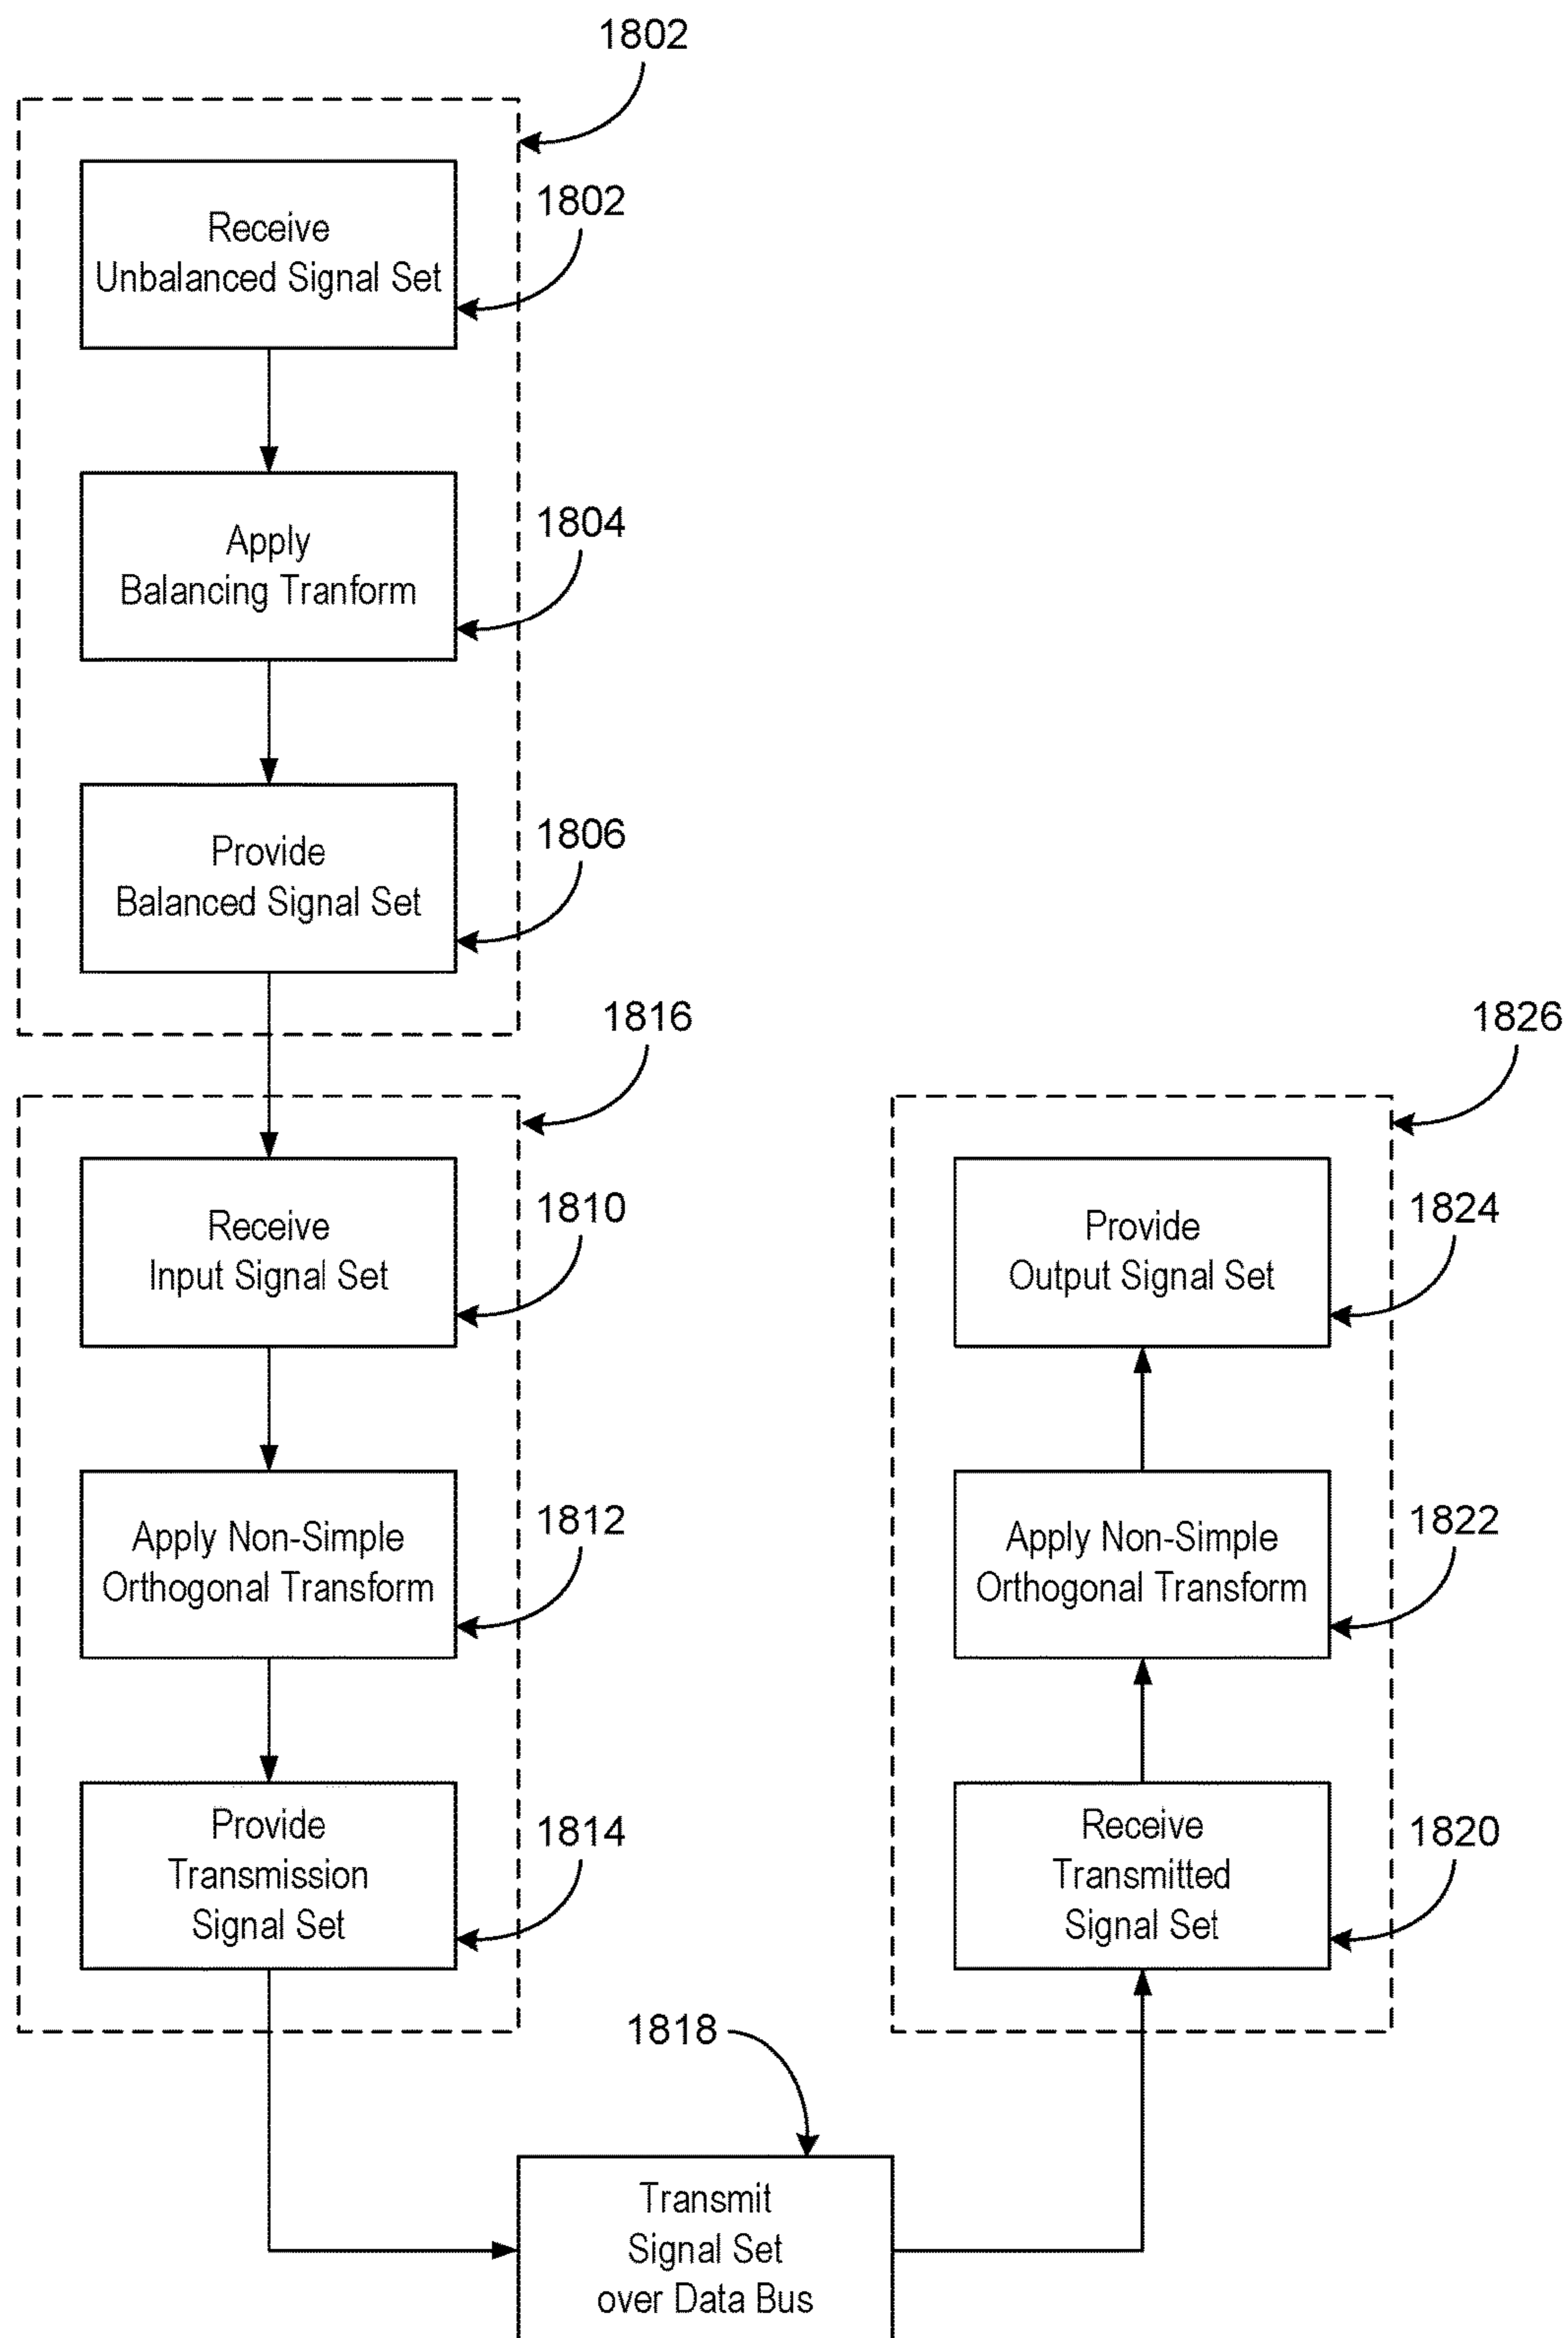 1802
1802
Receive
Unbalanced Signal Set
1804
Apply
Balancing Tranform
1806
Provide
Balanced Signal Set
1816
1810
Receive
Input Signal Set
1812
Apply Non-Simple
Orthogonal Transform
1814
Provide
Transmission
Signal Set
1818
Transmit
Signal Set
over Data Bus
1826
1824
Provide
Output Signal Set
1822
Apply Non-Simple
Orthogonal Transform
1820
Receive
Transmitted
Signal Set